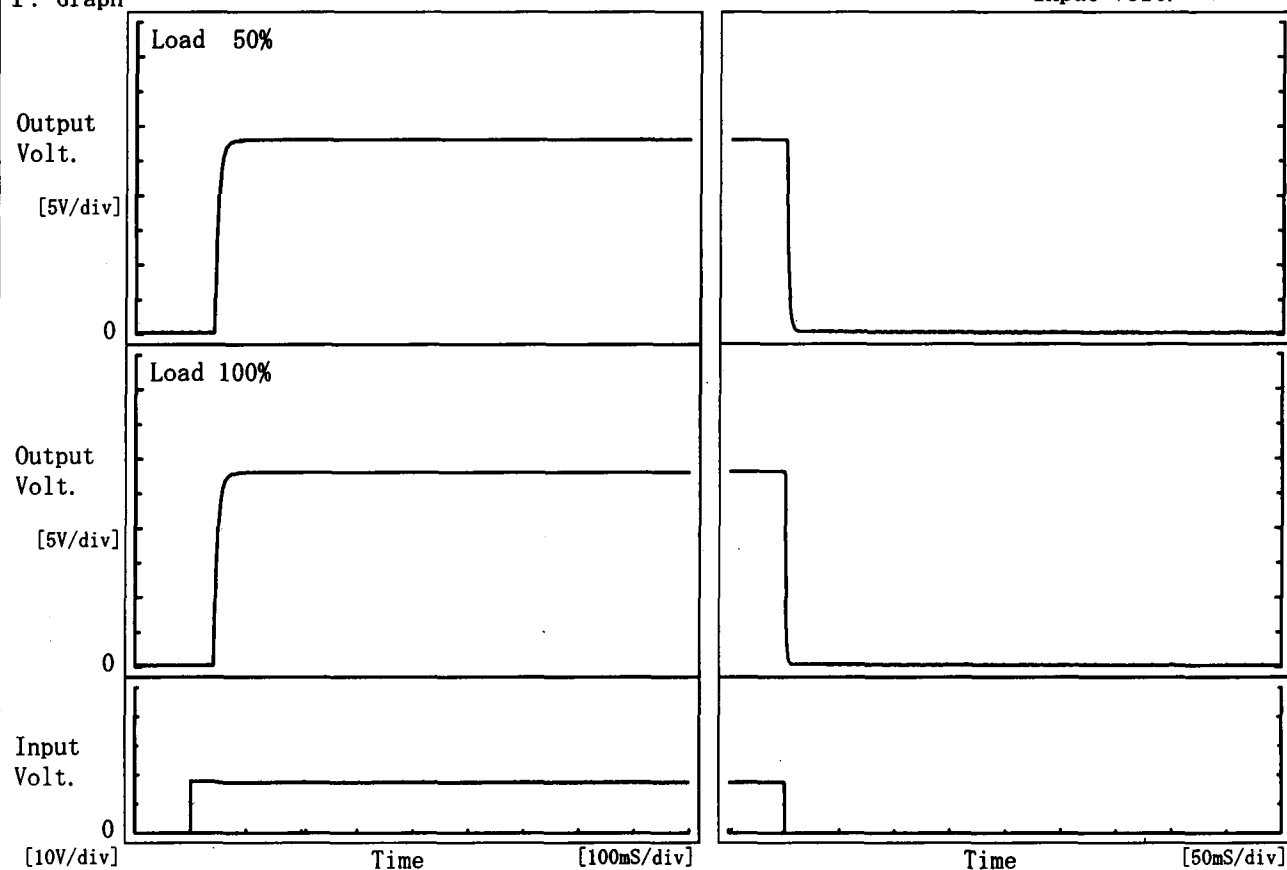 Load 50%
Output
Volt.
[5V/div]
0
Load 100%
Output
Volt.
[5V/div]
0
Input
Volt.
0
[10V/div]
Time
[100mS/div]
Time
[50mS/div]